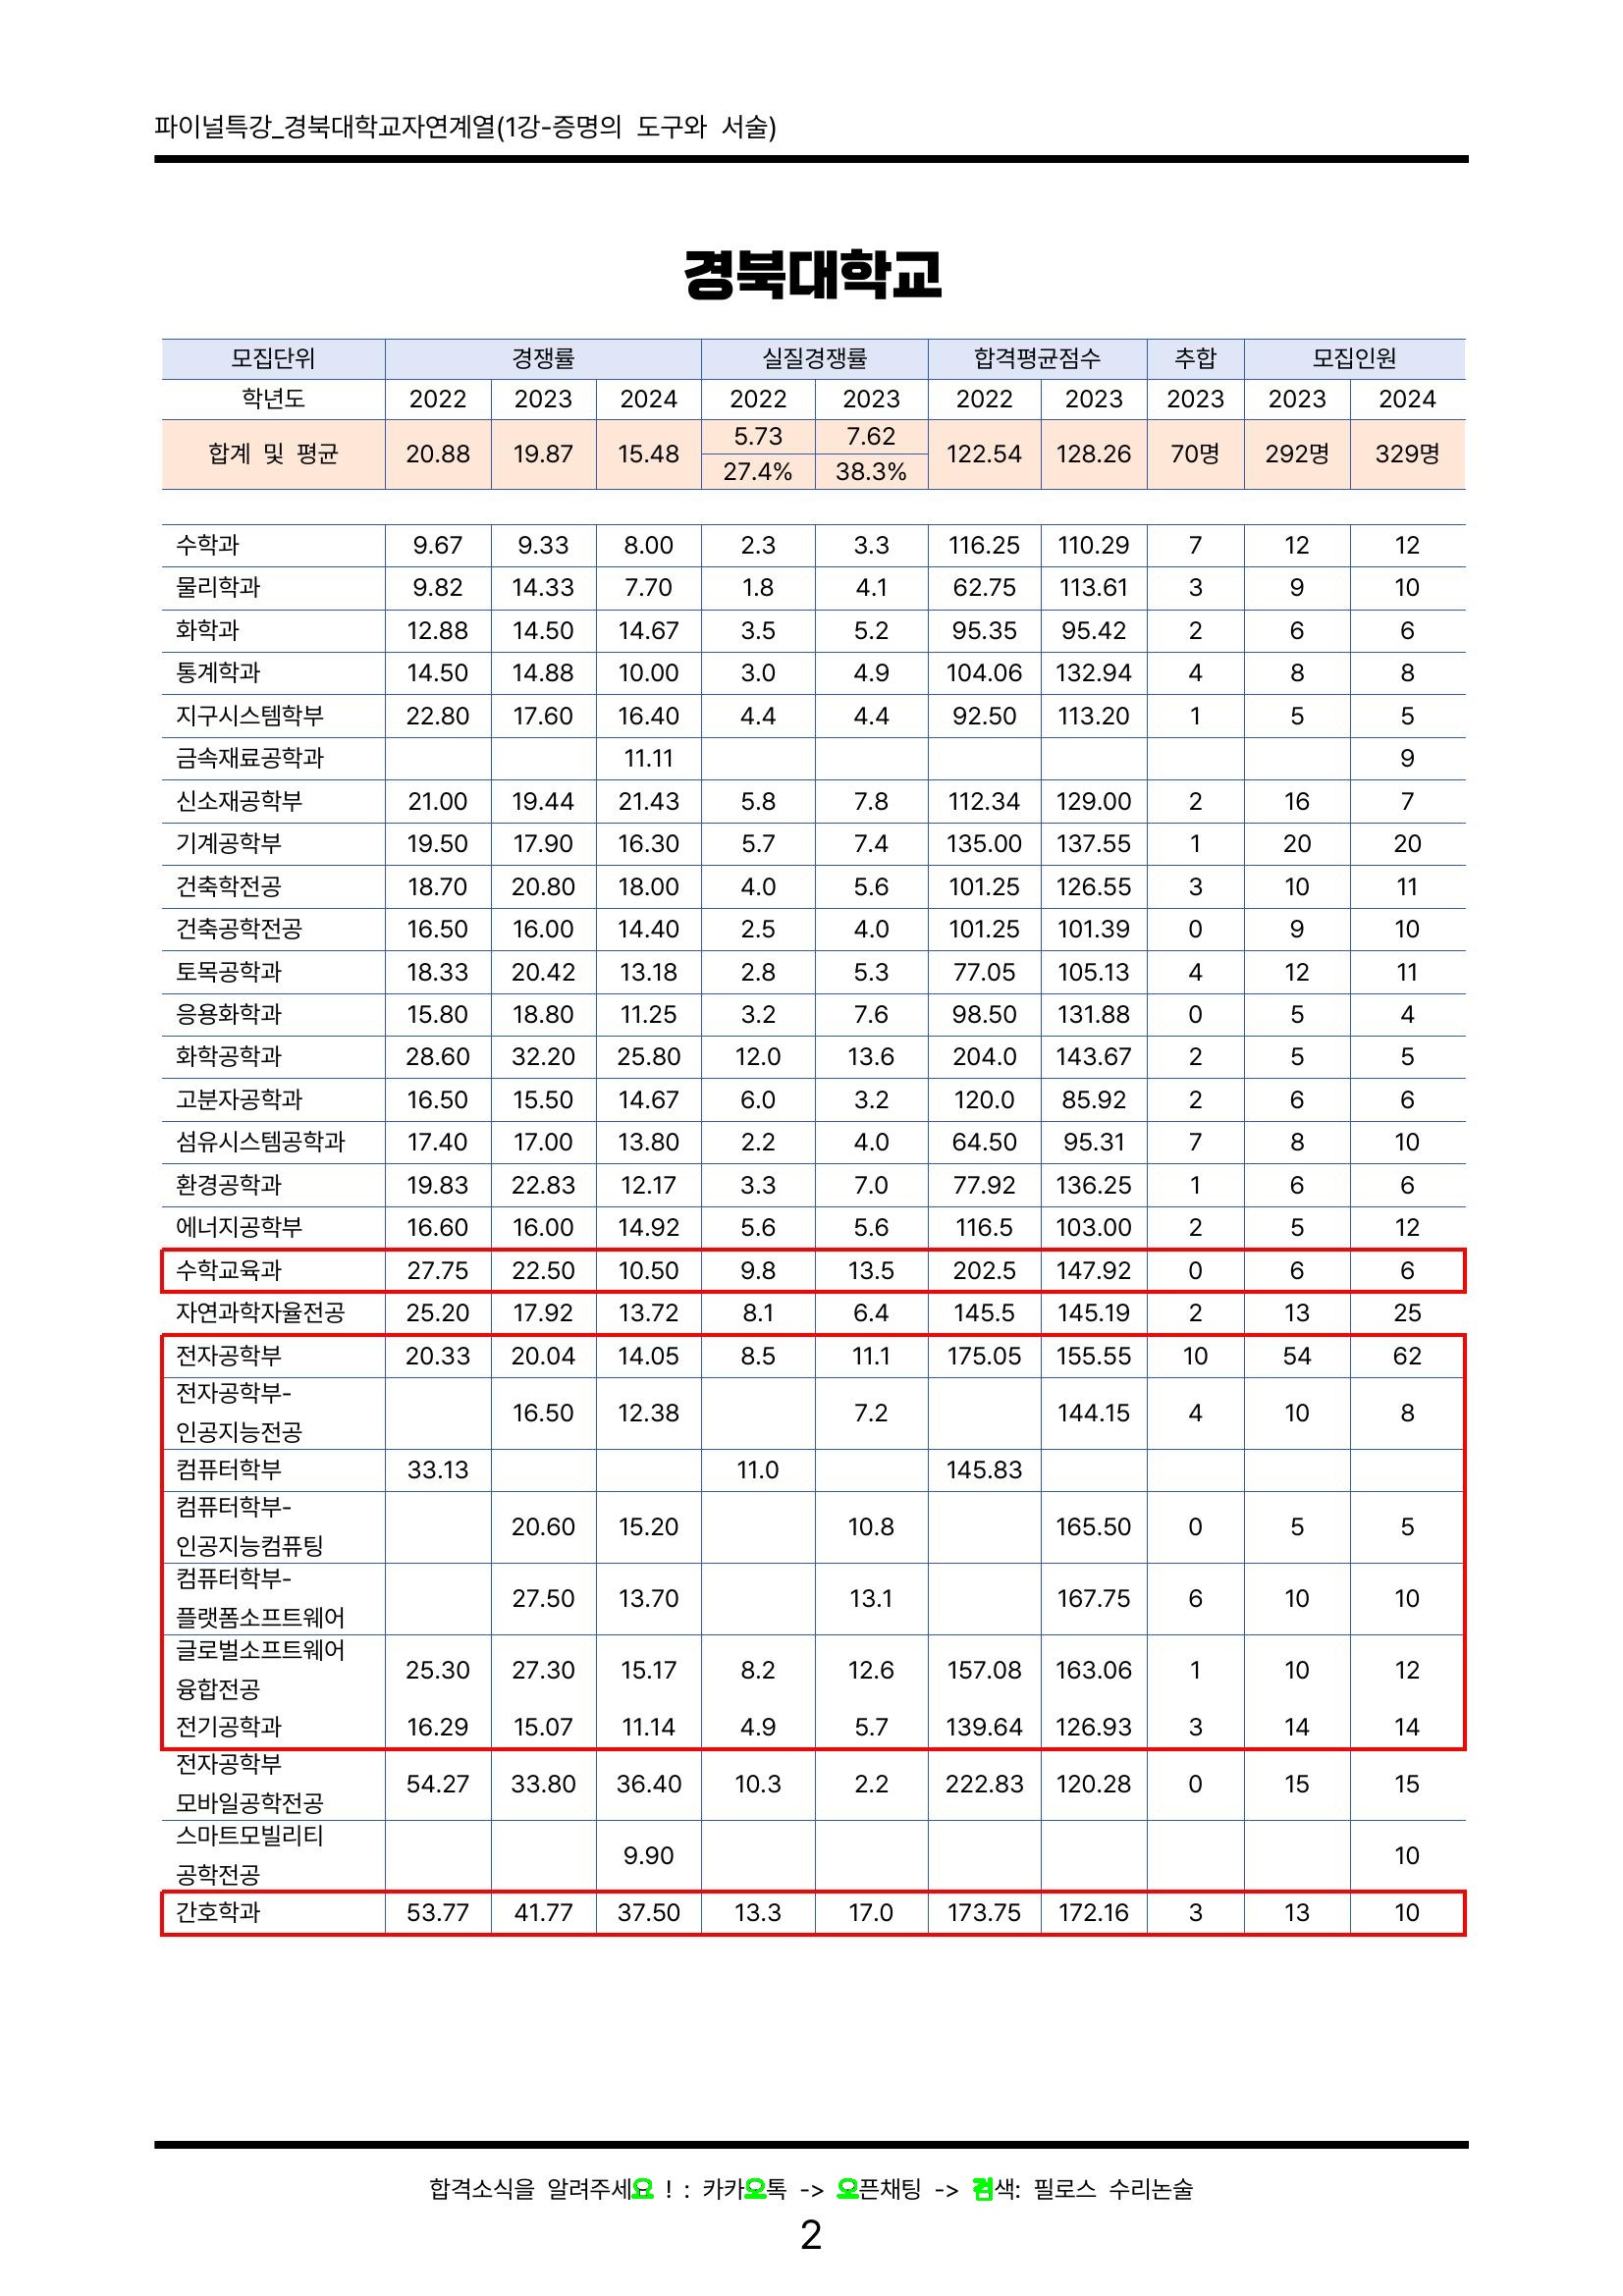 파이널특강_경북대학교자연계열(1강-증명의 도구와 서술)
경북대학교
모집단위 경쟁률 실질경쟁률 합격평균점수 추합 모집인원
학년도 2022 2023 2024 2022 2023 2022 2023 2023 2023 2024
5.73 7.62
합계 및 평균 20.88 19.87 15.48 122.54 128.26 70명 292명 329명
27.4% 38.3%
수학과 9.67 9.33 8.00 2.3 3.3 116.25 110.29 7 12 12
물리학과 9.82 14.33 7.70 1.8 4.1 62.75 113.61 3 9 10
화학과 12.88 14.50 14.67 3.5 5.2 95.35 95.42 2 6 6
통계학과 14.50 14.88 10.00 3.0 4.9 104.06 132.94 4 8 8
지구시스템학부 22.80 17.60 16.40 4.4 4.4 92.50 113.20 1 5 5
금속재료공학과 11.11 9
신소재공학부 21.00 19.44 21.43 5.8 7.8 112.34 129.00 2 16 7
기계공학부 19.50 17.90 16.30 5.7 7.4 135.00 137.55 1 20 20
건축학전공 18.70 20.80 18.00 4.0 5.6 101.25 126.55 3 10 11
건축공학전공 16.50 16.00 14.40 2.5 4.0 101.25 101.39 0 9 10
토목공학과 18.33 20.42 13.18 2.8 5.3 77.05 105.13 4 12 11
응용화학과 15.80 18.80 11.25 3.2 7.6 98.50 131.88 0 5 4
화학공학과 28.60 32.20 25.80 12.0 13.6 204.0 143.67 2 5 5
고분자공학과 16.50 15.50 14.67 6.0 3.2 120.0 85.92 2 6 6
섬유시스템공학과 17.40 17.00 13.80 2.2 4.0 64.50 95.31 7 8 10
환경공학과 19.83 22.83 12.17 3.3 7.0 77.92 136.25 1 6 6
에너지공학부 16.60 16.00 14.92 5.6 5.6 116.5 103.00 2 5 12
수학교육과 27.75 22.50 10.50 9.8 13.5 202.5 147.92 0 6 6
자연과학자율전공 25.20 17.92 13.72 8.1 6.4 145.5 145.19 2 13 25
전자공학부 20.33 20.04 14.05 8.5 11.1 175.05 155.55 10 54 62
전자공학부-
인공지능전공 16.50 12.38 7.2 144.15 4 10 8
컴퓨터학부 33.13 11.0 145.83
컴퓨터학부-
인공지능컴퓨팅 20.60 15.20 10.8 165.50 0 5 5
컴퓨터학부-
플랫폼소프트웨어 27.50 13.70 13.1 167.75 6 10 10
글로벌소프트웨어
융합전공 25.30 27.30 15.17 8.2 12.6 157.08 163.06 1 10 12
전기공학과 16.29 15.07 11.14 4.9 5.7 139.64 126.93 3 14 14
전자공학부
모바일공학전공 54.27 33.80 36.40 10.3 2.2 222.83 120.28 0 15 15
스마트모빌리티
공학전공 9.90 10
간호학과 53.77 41.77 37.50 13.3 17.0 173.75 172.16 3 13 10
합격소식을 알려주세요 ! : 카카오톡 -> 오픈채팅 -> 검색: 필로스 수리논술
2